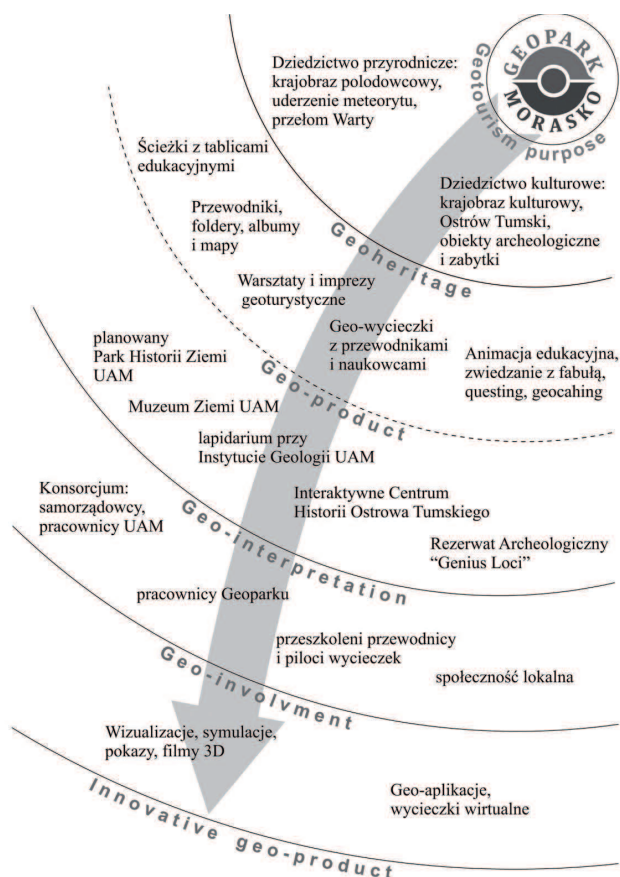 GEOPARK
MORASKO
Geotourism purpose
Dziedzictwo przyrodnicze:
krajobraz polodowcowy,
uderzenie meteorytu,
przełom Warty
Dziedzictwo kulturowe:
krajobraz kulturowy,
Ostrów Tumski,
obiekty archeologiczne
i zabytki
Geoheritage
Ścieżki z tablicami
edukacyjnymi
Przewodniki,
foldery, albumy
i mapy
Warsztaty i imprezy
geoturystyczne
Geo-wycieczki
z przewodnikami
i naukowcami
Animacja edukacyjna,
zwiedzanie z fabułą,
questing, geocahing
Geo-product
planowany
Park Historii Ziemi
UAM
Muzeum Ziemi UAM
lapidarium przy
Instytucie Geologii UAM
Interaktywne Centrum
Historii Ostrowa Tumskiego
Rezerwat Archeologiczny
“Genius Loci”
Geo-interpretation
Konsorcjum:
samorządowcy,
pracownicy UAM
pracownicy Geoparku
przeszkoleni przewodnicy
i piloci wycieczek
społeczność lokalna
Geo-involvment
Wizualizacje, symulacje,
pokazy, filmy 3D
Geo-aplikacje,
wycieczki wirtualne
Innovative geo-product